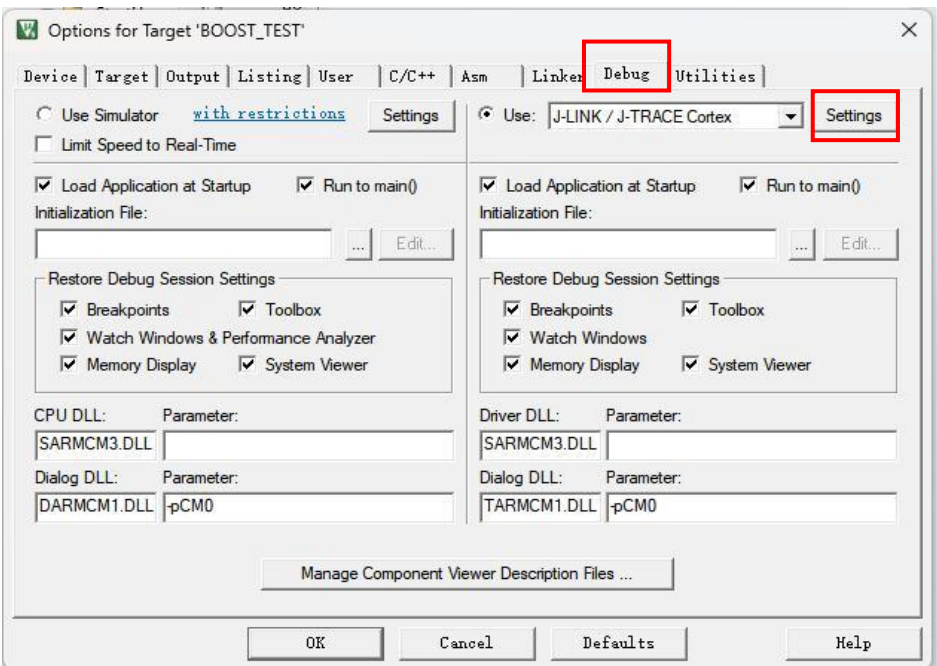 Options for Target 'BOOST_TEST'
Device Target Output Listing User C/C++ Asm Linker Debug Utilities
Use Simulator with restrictions Settings
Limit Speed to Real-Time
Use: J-LINK / J-TRACE Cortex Settings
Load Application at Startup Run to main()
Initialization File:
... Edit...
Restore Debug Session Settings
Breakpoints Toolbox
Watch Windows & Performance Analyzer
Memory Display System Viewer
CPU DLL: Parameter:
SARMCM3.DLL
Dialog DLL: Parameter:
DARMCM1.DLL -pCM0
Load Application at Startup Run to main()
Initialization File:
... Edit...
Restore Debug Session Settings
Breakpoints Toolbox
Watch Windows
Memory Display System Viewer
Driver DLL: Parameter:
SARMCM3.DLL
Dialog DLL: Parameter:
TARMCM1.DLL -pCM0
Manage Component Viewer Description Files ...
OK Cancel Defaults Help